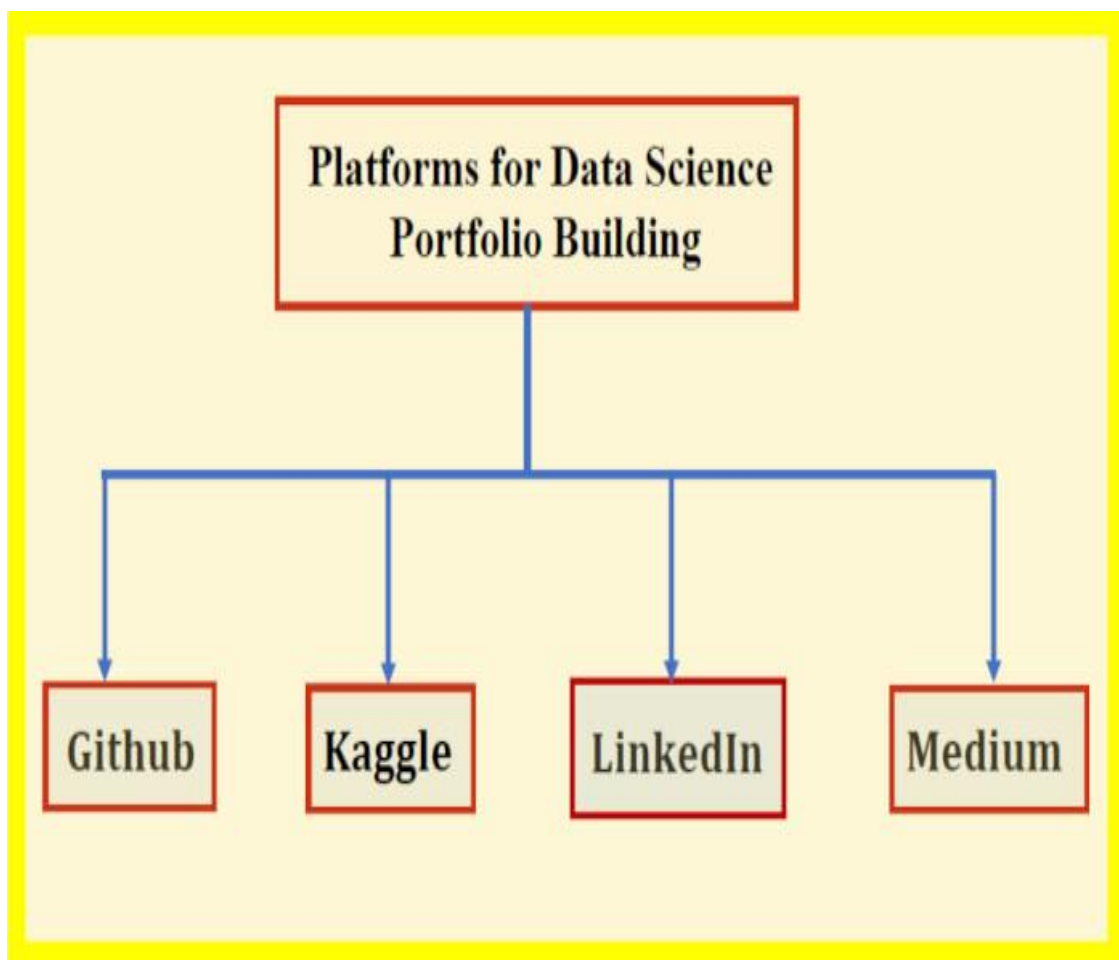 Platforms for Data Science
Portfolio Building
Github
Kaggle
LinkedIn
Medium